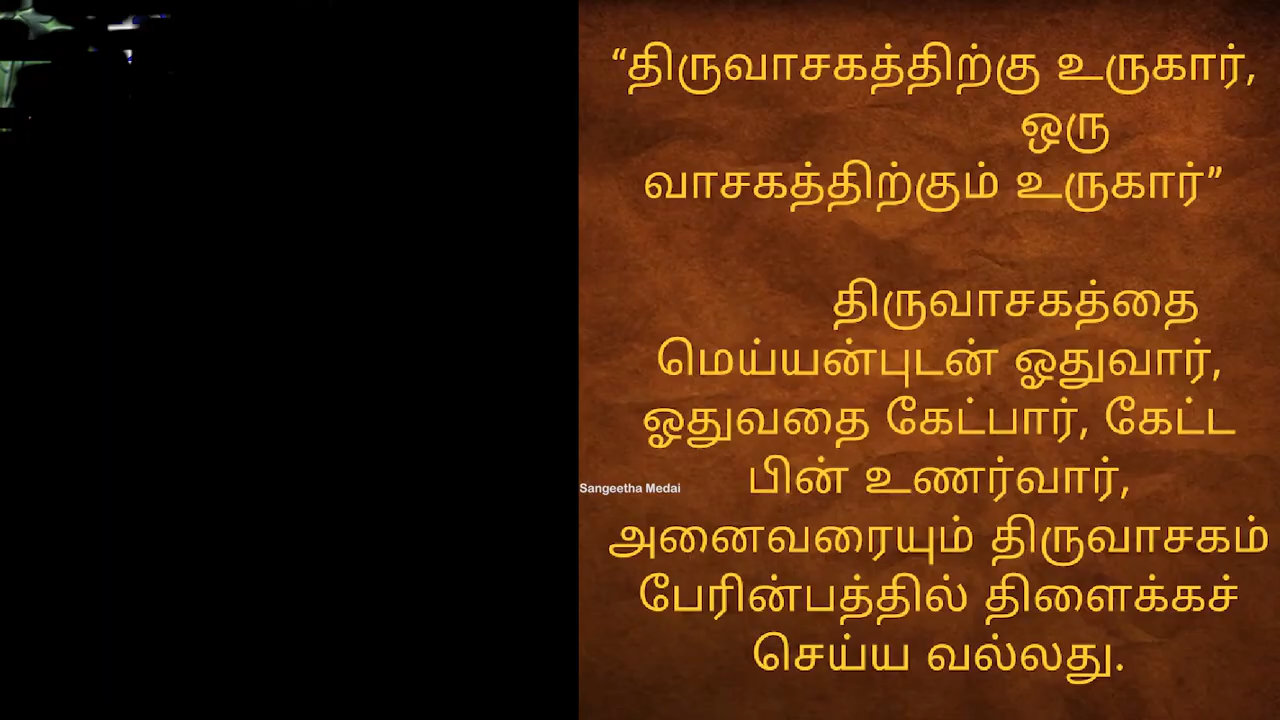 “திருவாசகத்திற்கு உருகார்,
ஒரு
வாசகத்திற்கும் உருகார்”
திருவாசகத்தை
மெய்யன்புடன் ஓதுவார்,
ஓதுவதை கேட்பார், கேட்ட
பின் உணர்வார்,
Sangeetha Medai
அனைவரையும் திருவாசகம்
பேரின்பத்தில் திளைக்கச்
செய்ய வல்லது.